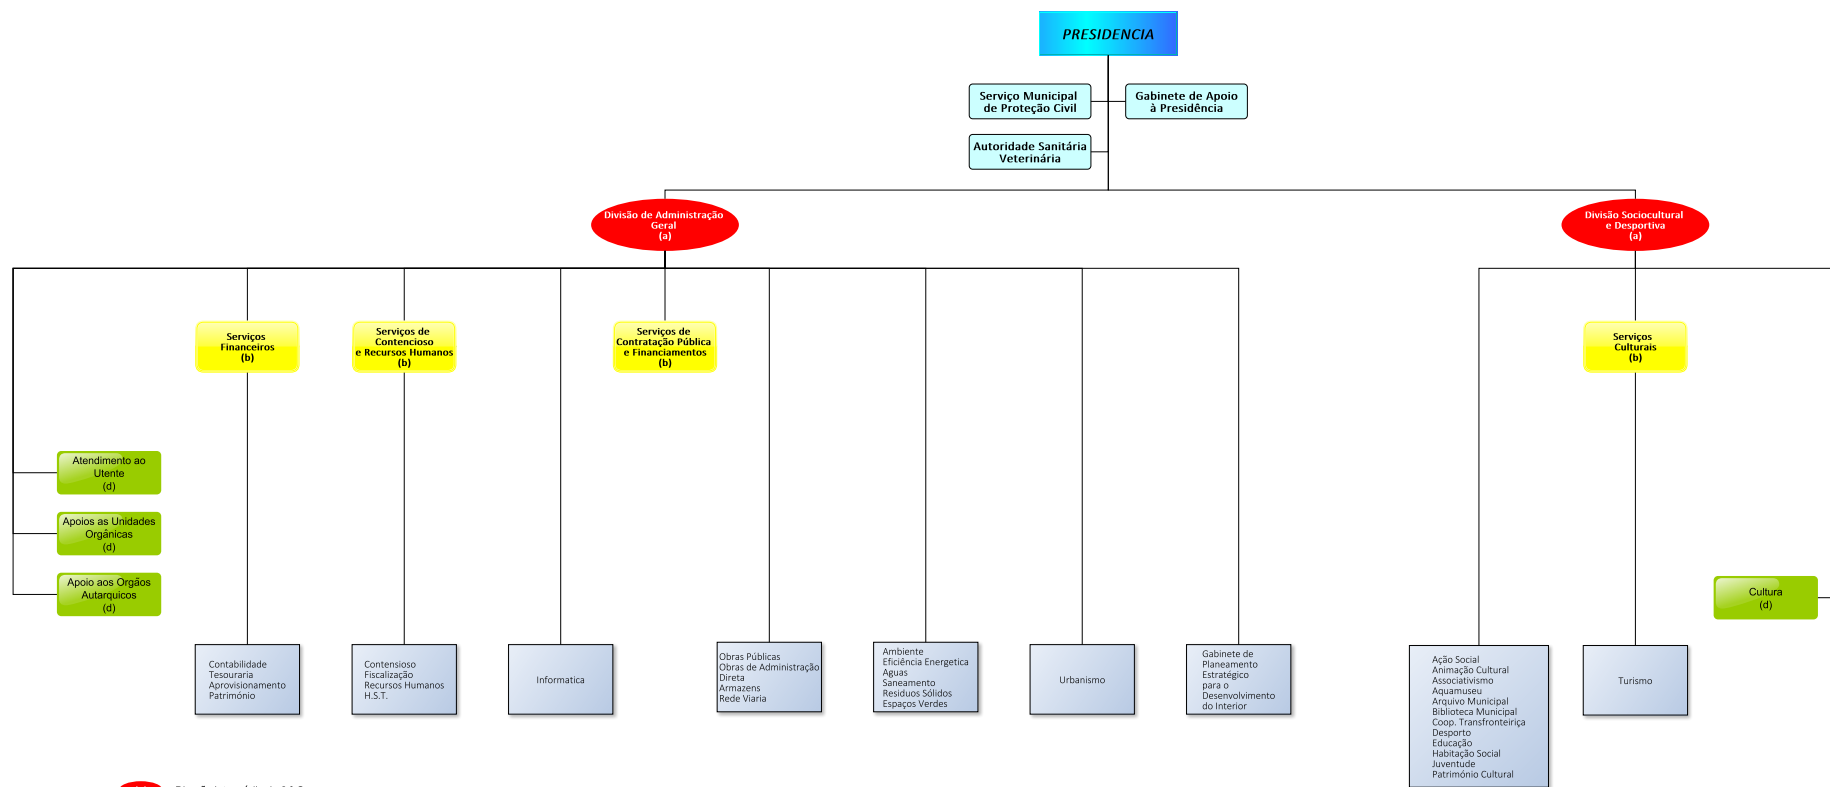 PRESIDENCIA
Serviço Municipal
de Proteção Civil
Gabinete de Apoio
à Presidência
Autoridade Sanitária
Veterinária
Divisão de Administração
Geral
(a)
Divisão Sociocultural
e Desportiva
(a)
Serviços
Financeiros
(b)
Serviços de
Contencioso
e Recursos Humanos
(b)
Serviços de
Contratação Pública
e Financiamentos
(b)
Serviços
Culturais
(b)
Atendimento ao
Utente
(d)
Apoios as Unidades
Orgânicas
(d)
Apoio aos Orgãos
Autarquicos
(d)
Cultura
(d)
Contabilidade
Tesouraria
Aprovisionamento
Património
Contensioso
Fiscalização
Recursos Humanos
H.S.T.
Informatica
Obras Públicas
Obras de Administração
Direta
Armazens
Rede Viaria
Ambiente
Eficiência Energetica
Aguas
Saneamento
Residuos Sólidos
Espaços Verdes
Urbanismo
Gabinete de
Planeamento
Estratégico
para o
Desenvolvimento
do Interior
Ação Social
Animação Cultural
Associativismo
Aquamuseu
Arquivo Municipal
Biblioteca Municipal
Coop. Transfronteiriça
Desporto
Educação
Habitação Social
Juventude
Património Cultural
Turismo